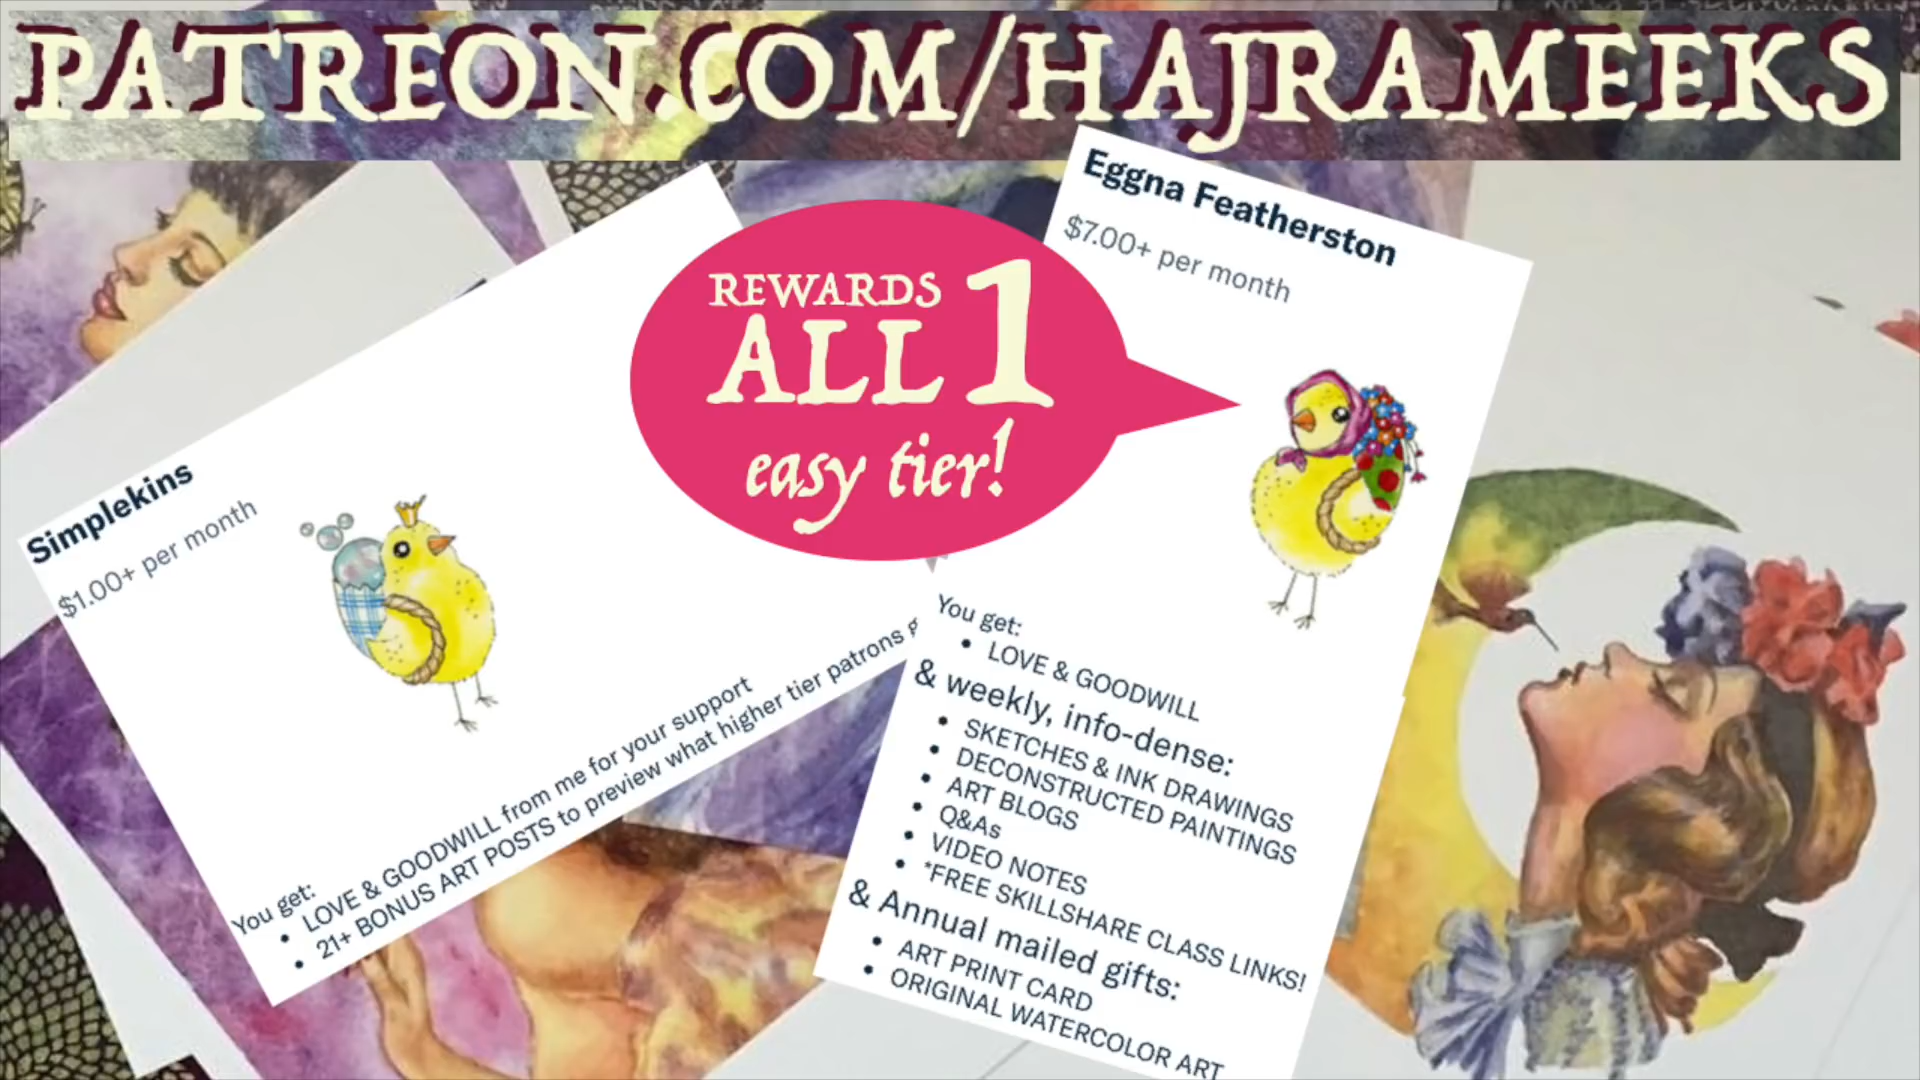 PATREON.COM/HAJRAMEEKS
Simplekins
$1.00+ per month
You get:
• LOVE & GOODWILL from me for your support
• 21+ BONUS ART POSTS to preview what higher tier patrons
REWARDS
ALL 1
easy tier!
Eggna Featherston
$7.00+ per month
You get:
• LOVE & GOODWILL
& weekly, info-dense:
• SKETCHES & INK DRAWINGS
• DECONSTRUCTED PAINTINGS
• ART BLOGS
• Q&As
• VIDEO NOTES
• *FREE SKILLSHARE CLASS LINKS!
& Annual mailed gifts:
• ART PRINT CARD
• ORIGINAL WATERCOLOR ART